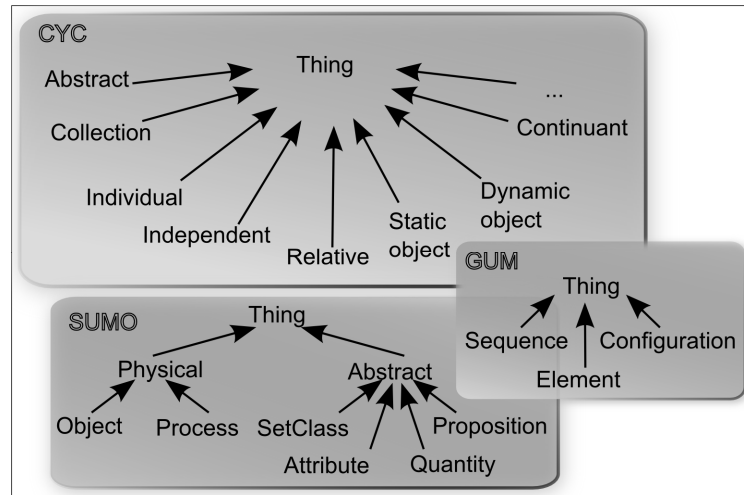 CYC
Thing
Abstract
...
Collection
Continuant
Individual
Dynamic
object
Independent
Static
object
Relative
GUM
Thing
Sequence
Configuration
Element
SUMO
Thing
Physical
Abstract
Object
Process
SetClass
Proposition
Attribute
Quantity